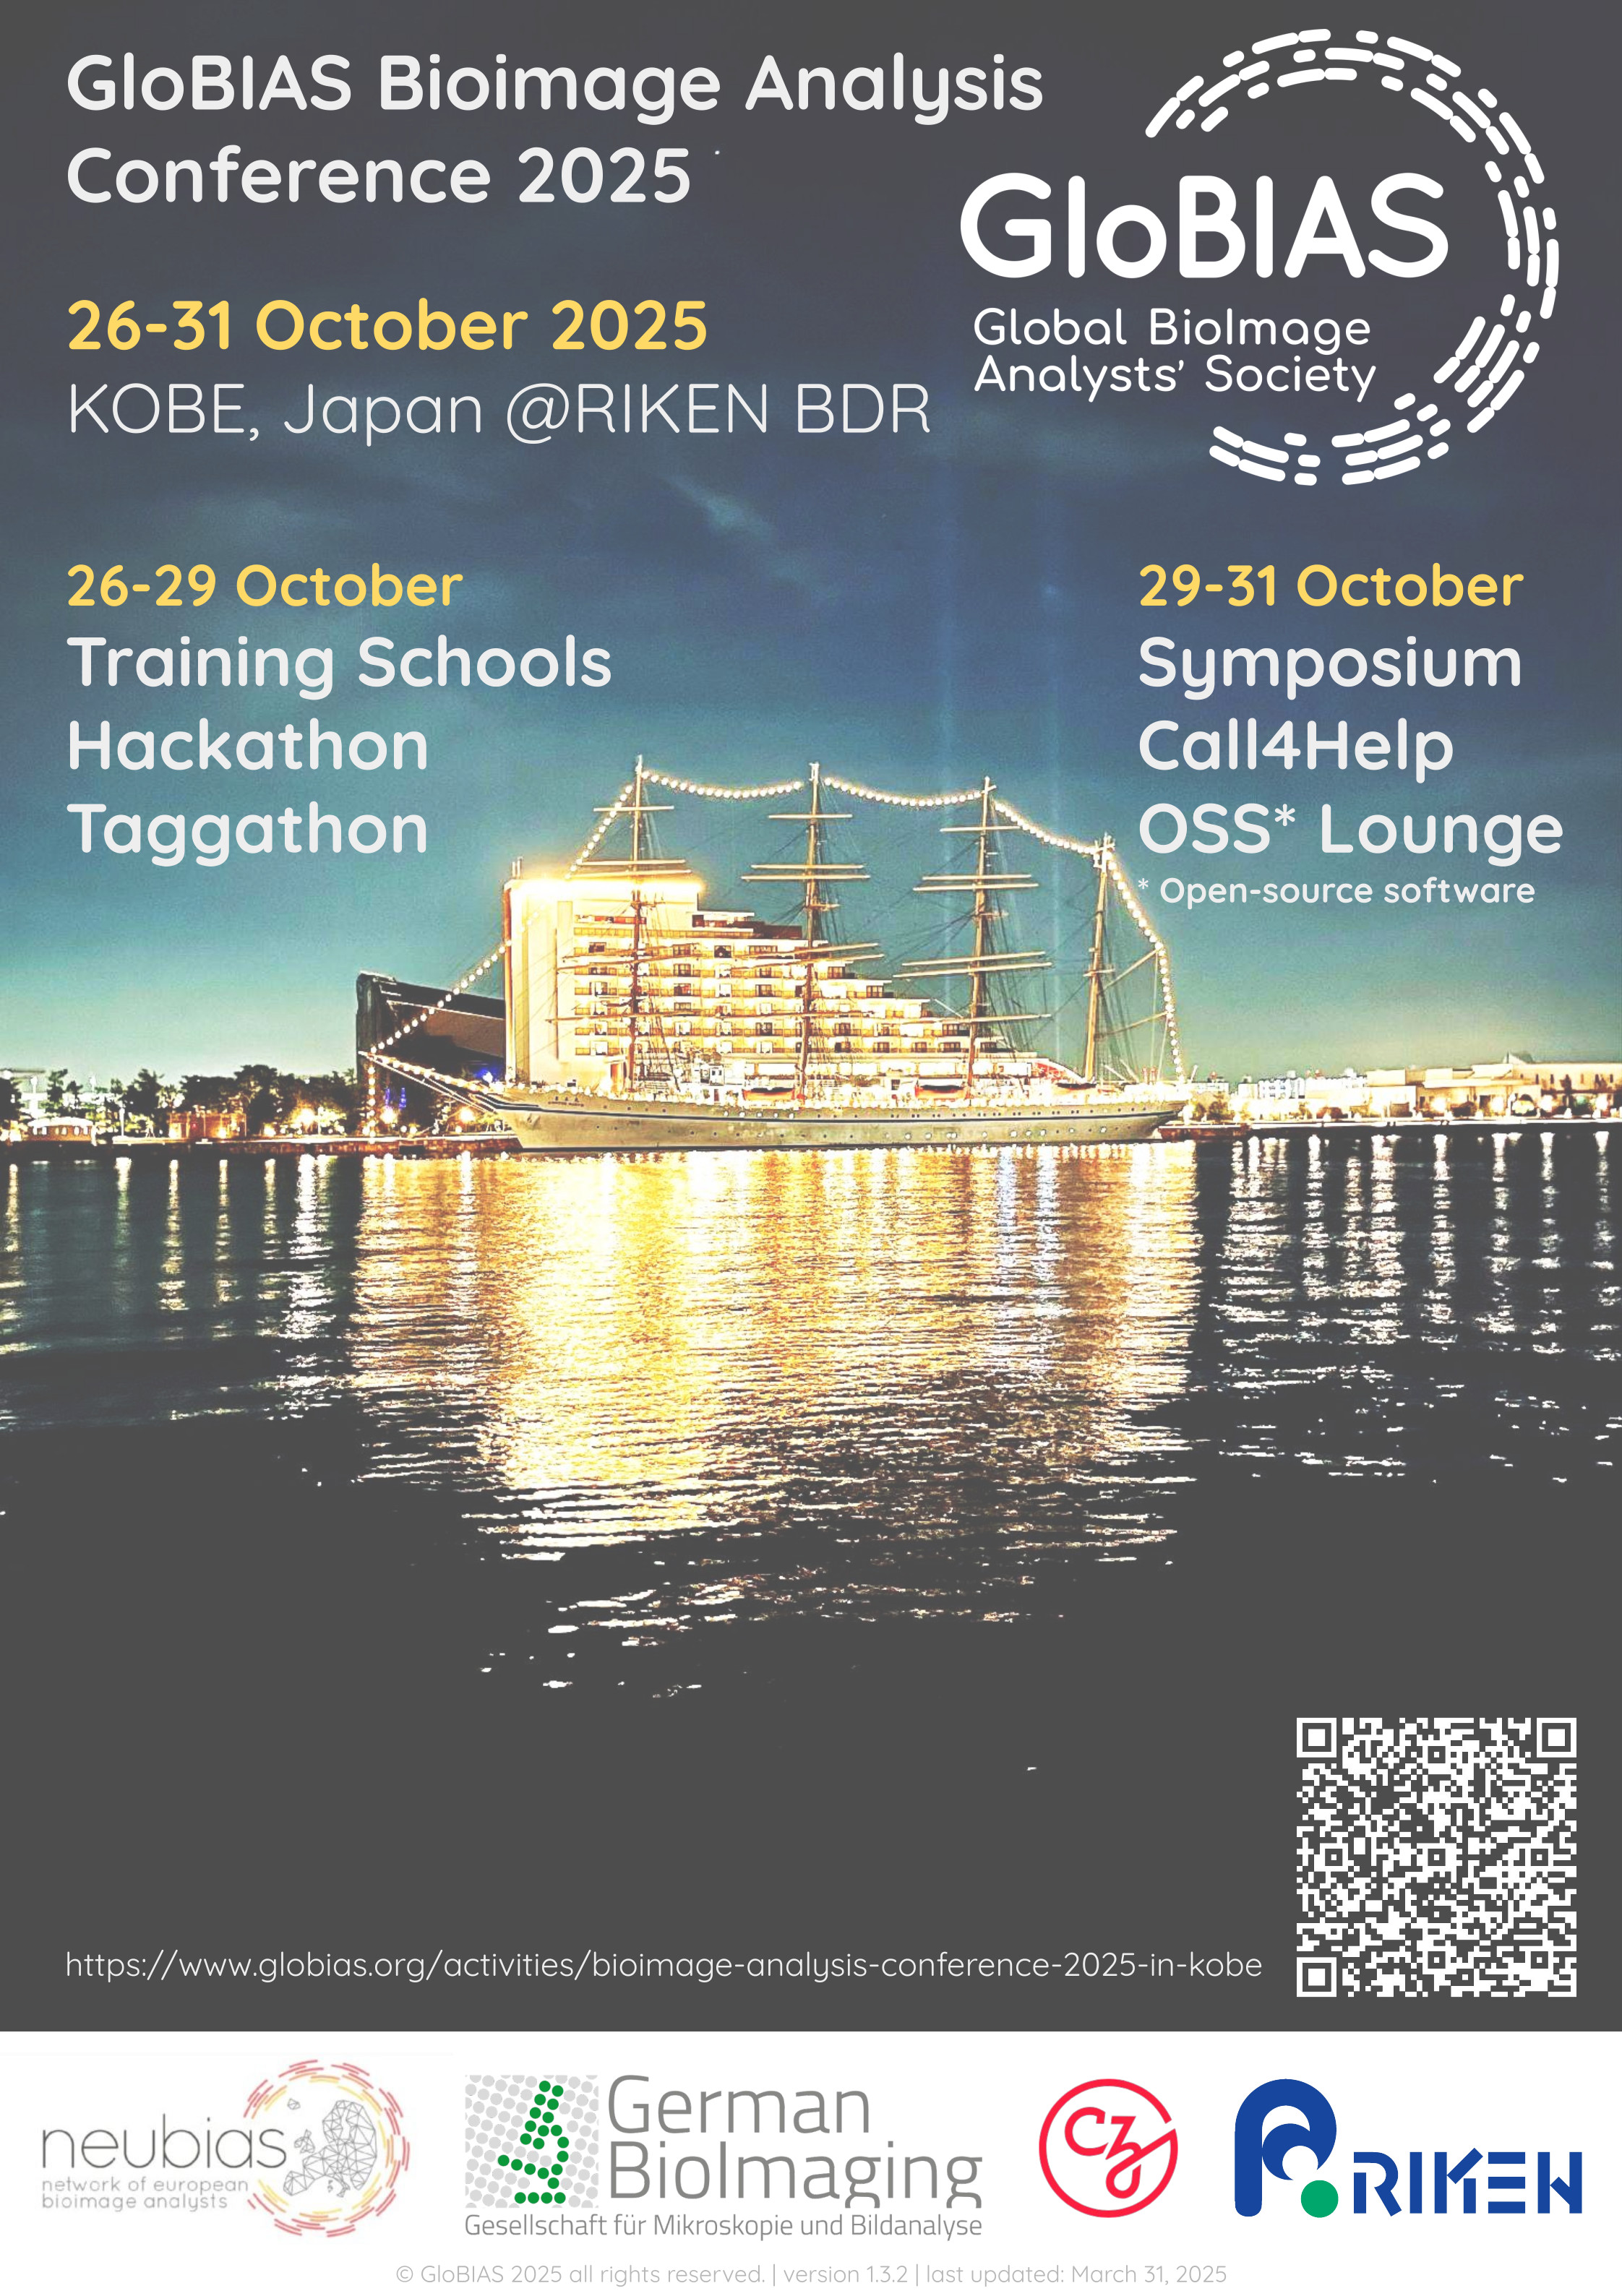 GloBIAS Bioimage Analysis
Conference 2025
26-31 October 2025
KOBE, Japan @RIKEN BDR
GloBIAS
Global BioImage
Analysts' Society
26-29 October
Training Schools
Hackathon
Taggathon
29-31 October
Symposium
Call4Help
OSS* Lounge
* Open-source software
https://www.globias.org/activities/bioimage-analysis-conference-2025-in-kobe
neubias
network of european
bioimage analysts
German
BioImaging
Gesellschaft für Mikroskopie und Bildanalyse
CZI
RIKEN
© GloBIAS 2025 all rights reserved. | version 1.3.2 | last updated: March 31, 2025